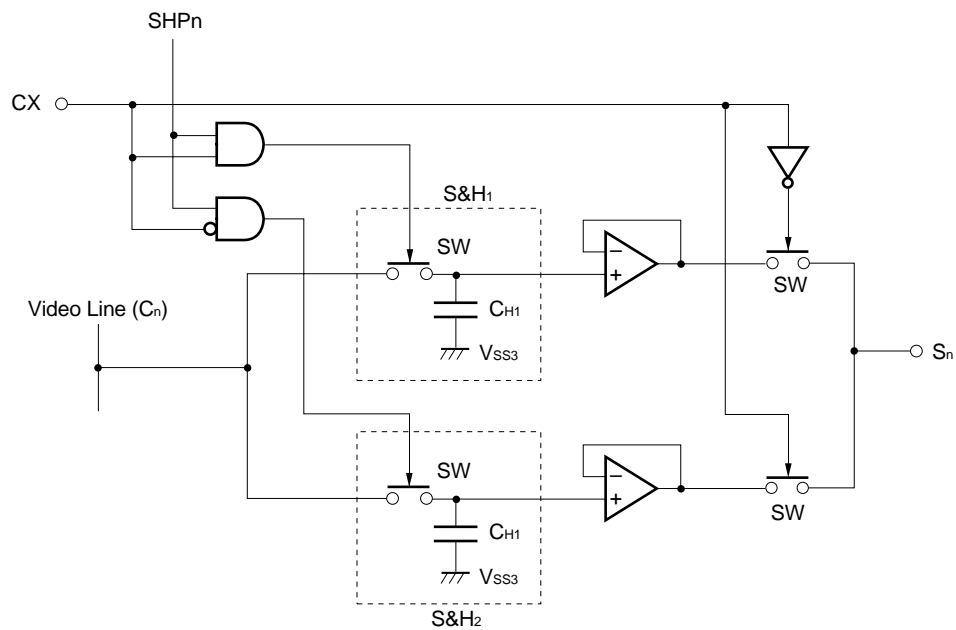 SHPn
CX
S&H1
SW
SW
Video Line (Cn)
CH1
VSS3
Sn
SW
SW
CH1
VSS3
S&H2
−
+
−
+